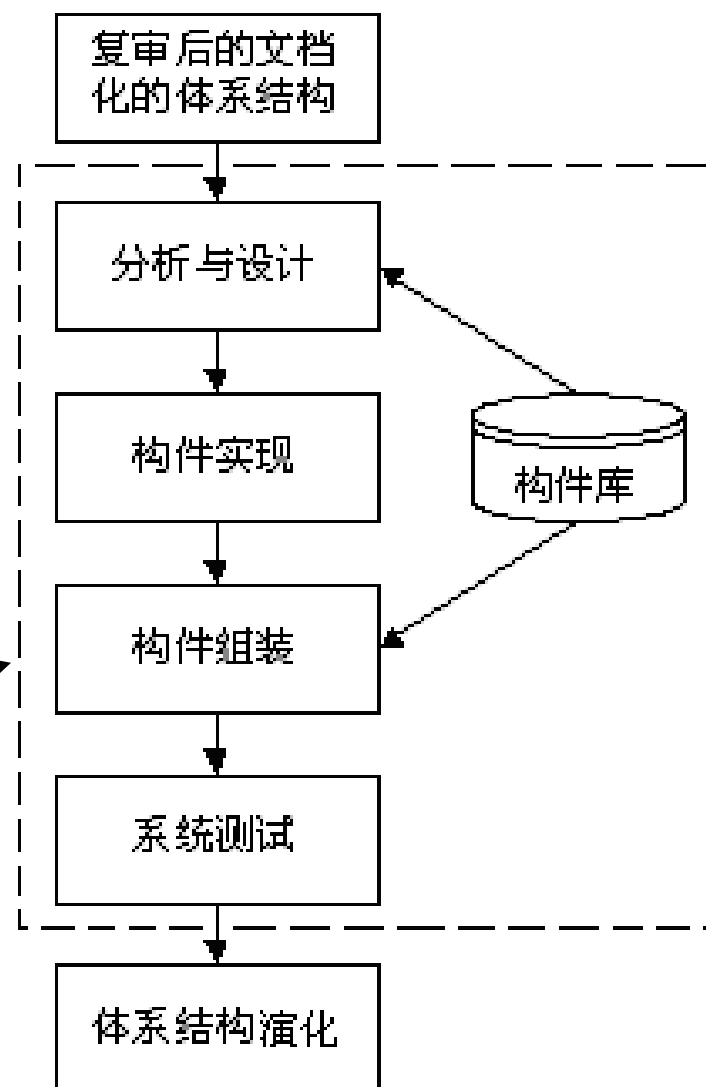 复审后的文档
化的体系结构
分析与设计
构件实现
构件库
构件组装
系统测试
体系结构演化